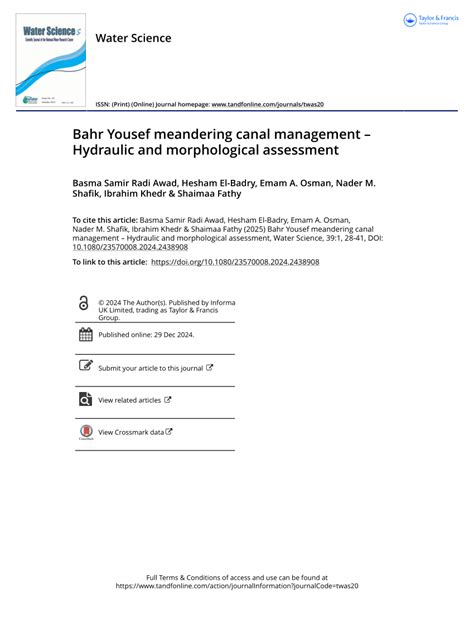 Taylor & Francis
Taylor & Francis Group
Water Science
Water Science
ISSN: (Print) (Online) Journal homepage: www.tandfonline.com/journals/twas20
Bahr Yousef meandering canal management –
Hydraulic and morphological assessment
Basma Samir Radi Awad, Hesham El-Badry, Emam A. Osman, Nader M.
Shafik, Ibrahim Khedr & Shaimaa Fathy
To cite this article: Basma Samir Radi Awad, Hesham El-Badry, Emam A. Osman,
Nader M. Shafik, Ibrahim Khedr & Shaimaa Fathy (2025) Bahr Yousef meandering canal
management – Hydraulic and morphological assessment, Water Science, 39:1, 28-41, DOI:
10.1080/23570008.2024.2438908
To link to this article: https://doi.org/10.1080/23570008.2024.2438908
© 2024 The Author(s). Published by Informa
UK Limited, trading as Taylor & Francis
Group.
Published online: 29 Dec 2024.
Submit your article to this journal
View related articles
View Crossmark data
CrossMark
Full Terms & Conditions of access and use can be found at
https://www.tandfonline.com/action/journalInformation?journalCode=twas20